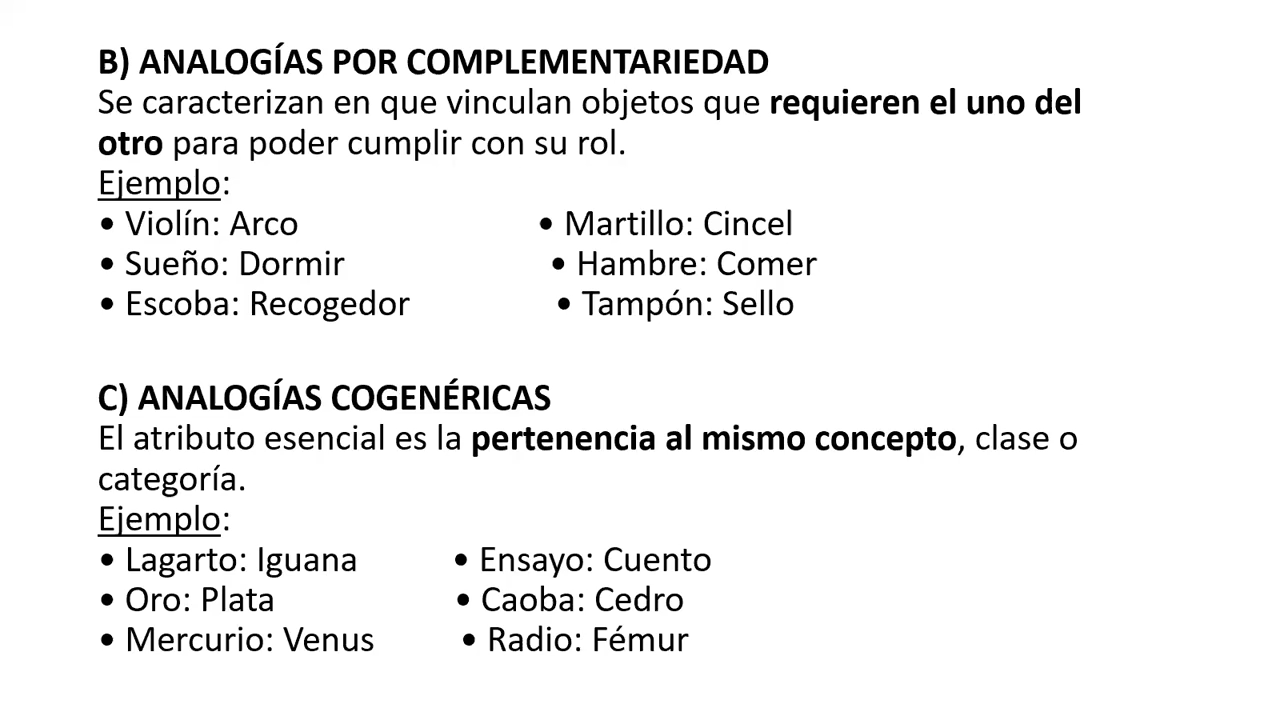 B) ANALOGÍAS POR COMPLEMENTARIEDAD
Se caracterizan en que vinculan objetos que requieren el uno del
otro para poder cumplir con su rol.
Ejemplo:
• Violín: Arco • Martillo: Cincel
• Sueño: Dormir • Hambre: Comer
• Escoba: Recogedor • Tampón: Sello
C) ANALOGÍAS COGENÉRICAS
El atributo esencial es la pertenencia al mismo concepto, clase o
categoría.
Ejemplo:
• Lagarto: Iguana • Ensayo: Cuento
• Oro: Plata • Caoba: Cedro
• Mercurio: Venus • Radio: Fémur